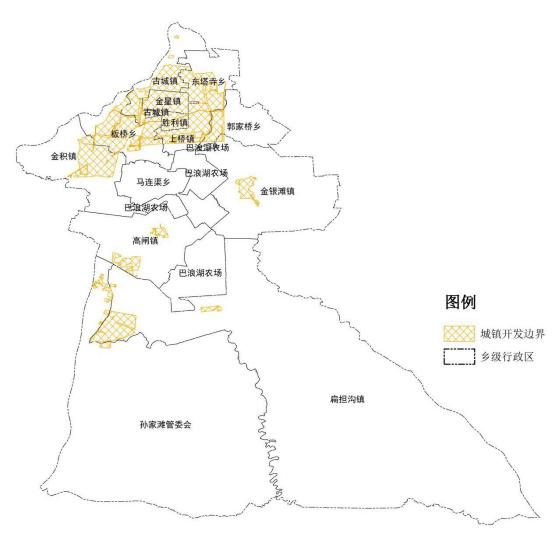 古城镇
东塔寺乡
金星镇
古城镇
胜利镇
郭家桥乡
板桥乡
上桥镇
巴浪湖农场
金积镇
巴浪湖农场
马连渠乡
金银滩镇
巴浪湖农场
高闸镇
巴浪湖农场
图例
城镇开发边界
乡级行政区
扁担沟镇
孙家滩管委会